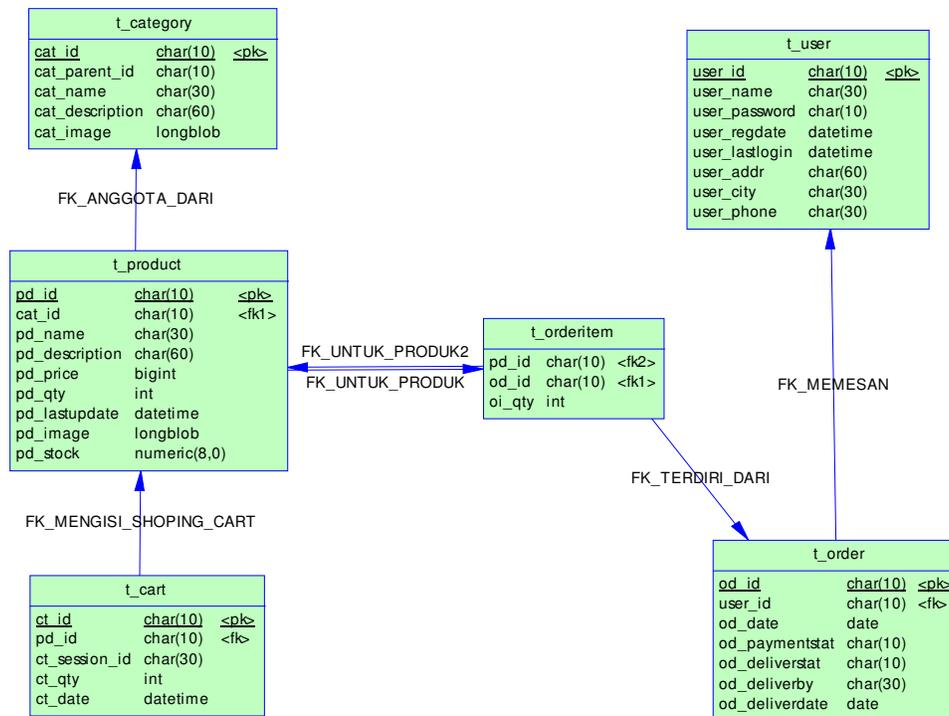 t_category
cat_id char(10) <pk>
cat_parent_id char(10)
cat_name char(30)
cat_description char(60)
cat_image longblob
t_user
user_id char(10) <pk>
user_name char(30)
user_password char(10)
user_regdate datetime
user_lastlogin datetime
user_addr char(60)
user_city char(30)
user_phone char(30)
FK_ANGGOTA_DARI
t_product
pd_id char(10) <pk>
cat_id char(10) <fk1>
pd_name char(30)
pd_description char(60)
pd_price bigint
pd_qty int
pd_lastupdate datetime
pd_image longblob
pd_stock numeric(8,0)
FK_UNTUK_PRODUK2
FK_UNTUK_PRODUK
t_orderitem
pd_id char(10) <fk2>
od_id char(10) <fk1>
oi_qty int
FK_MEMESAN
FK_TERDIRI_DARI
FK_MENGISI_SHOPING_CART
t_cart
ct_id char(10) <pk>
pd_id char(10) <fk>
ct_session_id char(30)
ct_qty int
ct_date datetime
t_order
od_id char(10) <pk>
user_id char(10) <fk>
od_date date
od_paymentstat char(10)
od_deliverstat char(10)
od_deliverby char(30)
od_deliverdate date